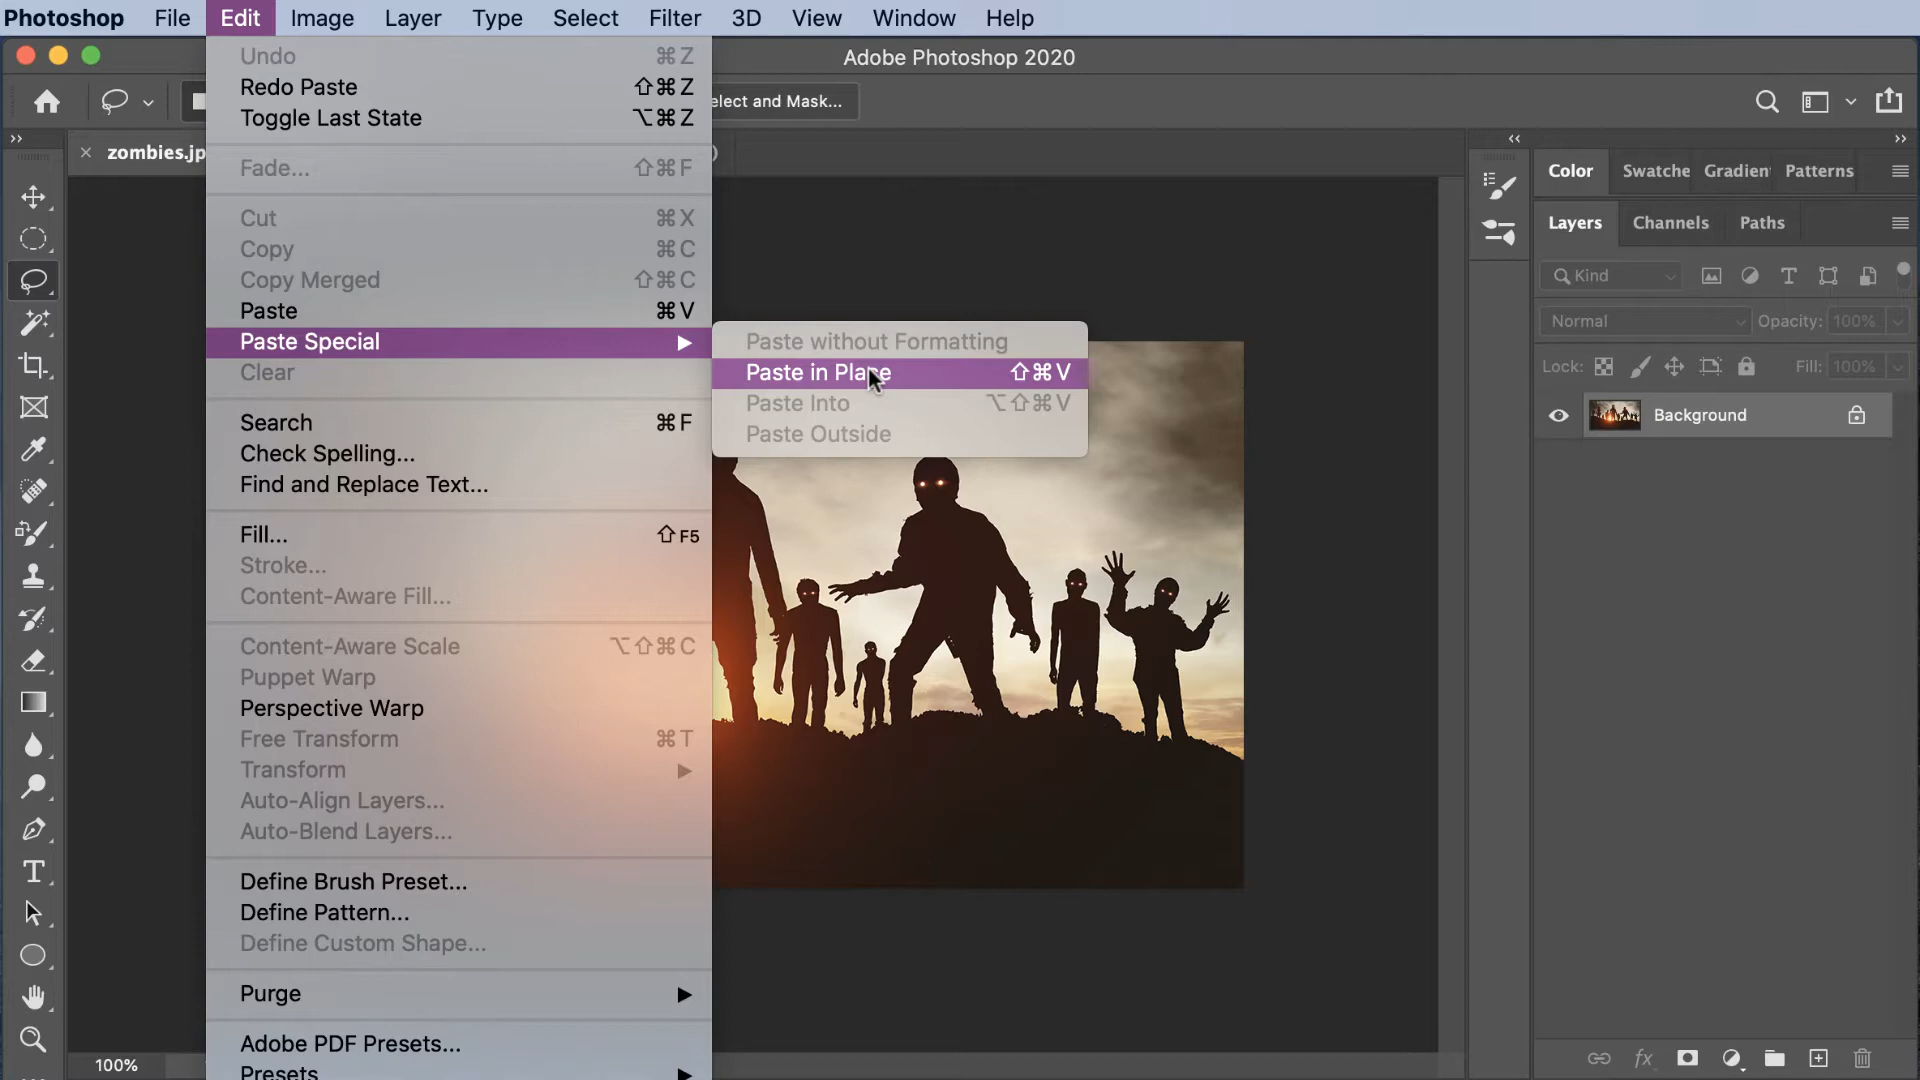 Photoshop File Edit Image Layer Type Select Filter 3D View Window Help
Adobe Photoshop 2020
elect and Mask...
zombies.jp
Undo ⌘Z
Redo Paste ⇧⌘Z
Toggle Last State ⌥⌘Z
Fade... ⇧⌘F
Cut ⌘X
Copy ⌘C
Copy Merged ⇧⌘C
Paste ⌘V
Paste Special ▶
Clear
Search ⌘F
Check Spelling...
Find and Replace Text...
Fill... ⇧F5
Stroke...
Content-Aware Fill...
Content-Aware Scale ⌥⇧⌘C
Puppet Warp
Perspective Warp
Free Transform ⌘T
Transform ▶
Auto-Align Layers...
Auto-Blend Layers...
Define Brush Preset...
Define Pattern...
Define Custom Shape...
Purge ▶
Adobe PDF Presets...
Presets ▶
Paste without Formatting
Paste in Place ⇧⌘V
Paste Into ⌥⇧⌘V
Paste Outside
Color Swatche Gradien Patterns
Layers Channels Paths
Kind
Normal Opacity: 100%
Lock: Fill: 100%
Background
fx
100%